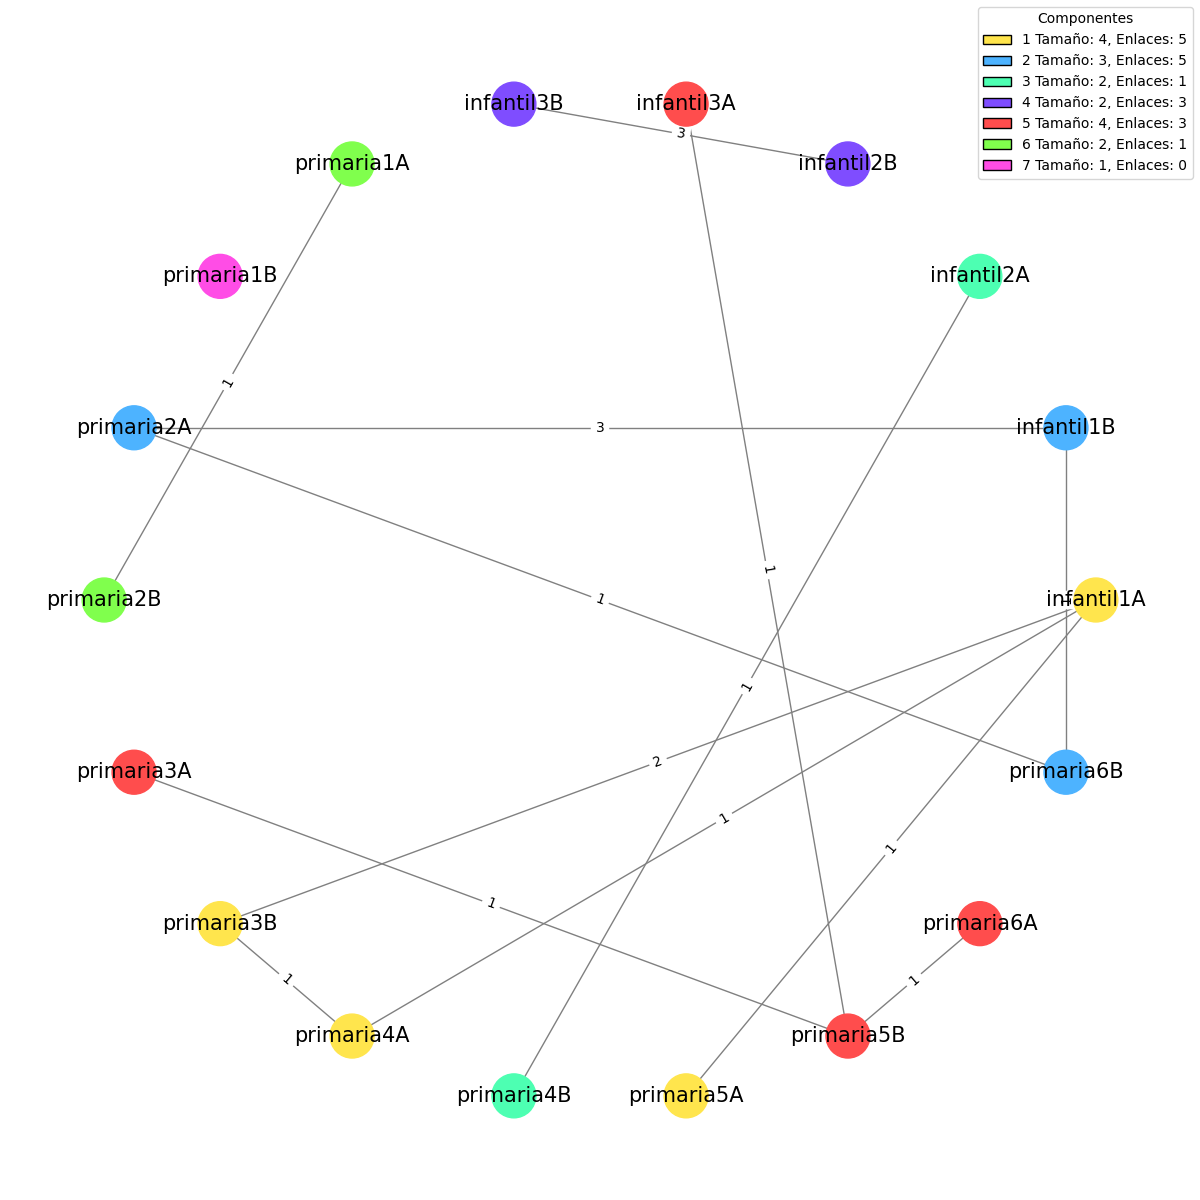 Componentes
1 Tamaño: 4, Enlaces: 5
2 Tamaño: 3, Enlaces: 5
3 Tamaño: 2, Enlaces: 1
4 Tamaño: 2, Enlaces: 3
5 Tamaño: 4, Enlaces: 3
6 Tamaño: 2, Enlaces: 1
7 Tamaño: 1, Enlaces: 0
infantil3B
infantil3A
3
primaria1A
infantil2B
primaria1B
infantil2A
1
primaria2A
3
infantil1B
1
primaria2B
1
infantil1A
1
2
primaria3A
primaria6B
1
1
1
primaria3B
primaria6A
1
1
primaria4A
primaria5B
primaria4B
primaria5A